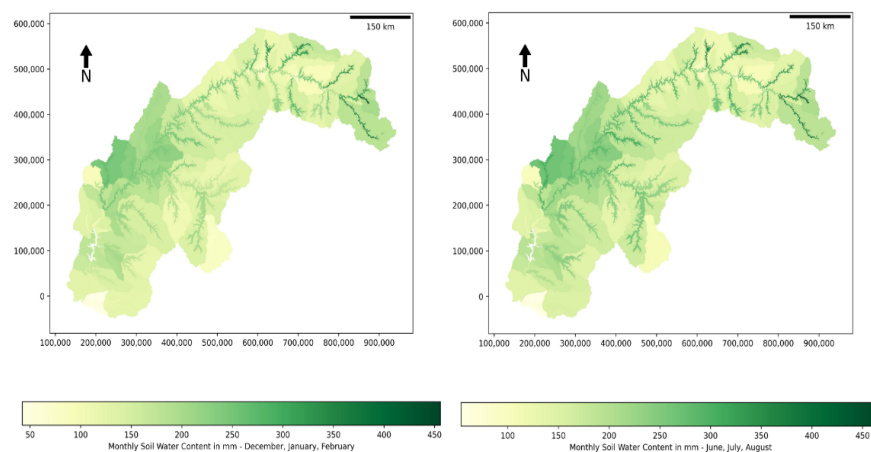 600,000
500,000
400,000
300,000
200,000
100,000
0
100,000 200,000 300,000 400,000 500,000 600,000 700,000 800,000 900,000
N
150 km
50 100 150 200 250 300 350 400 450
Monthly Soil Water Content in mm - December, January, February
600,000
500,000
400,000
300,000
200,000
100,000
0
100,000 200,000 300,000 400,000 500,000 600,000 700,000 800,000 900,000
N
150 km
100 150 200 250 300 350 400 450
Monthly Soil Water Content in mm - June, July, August